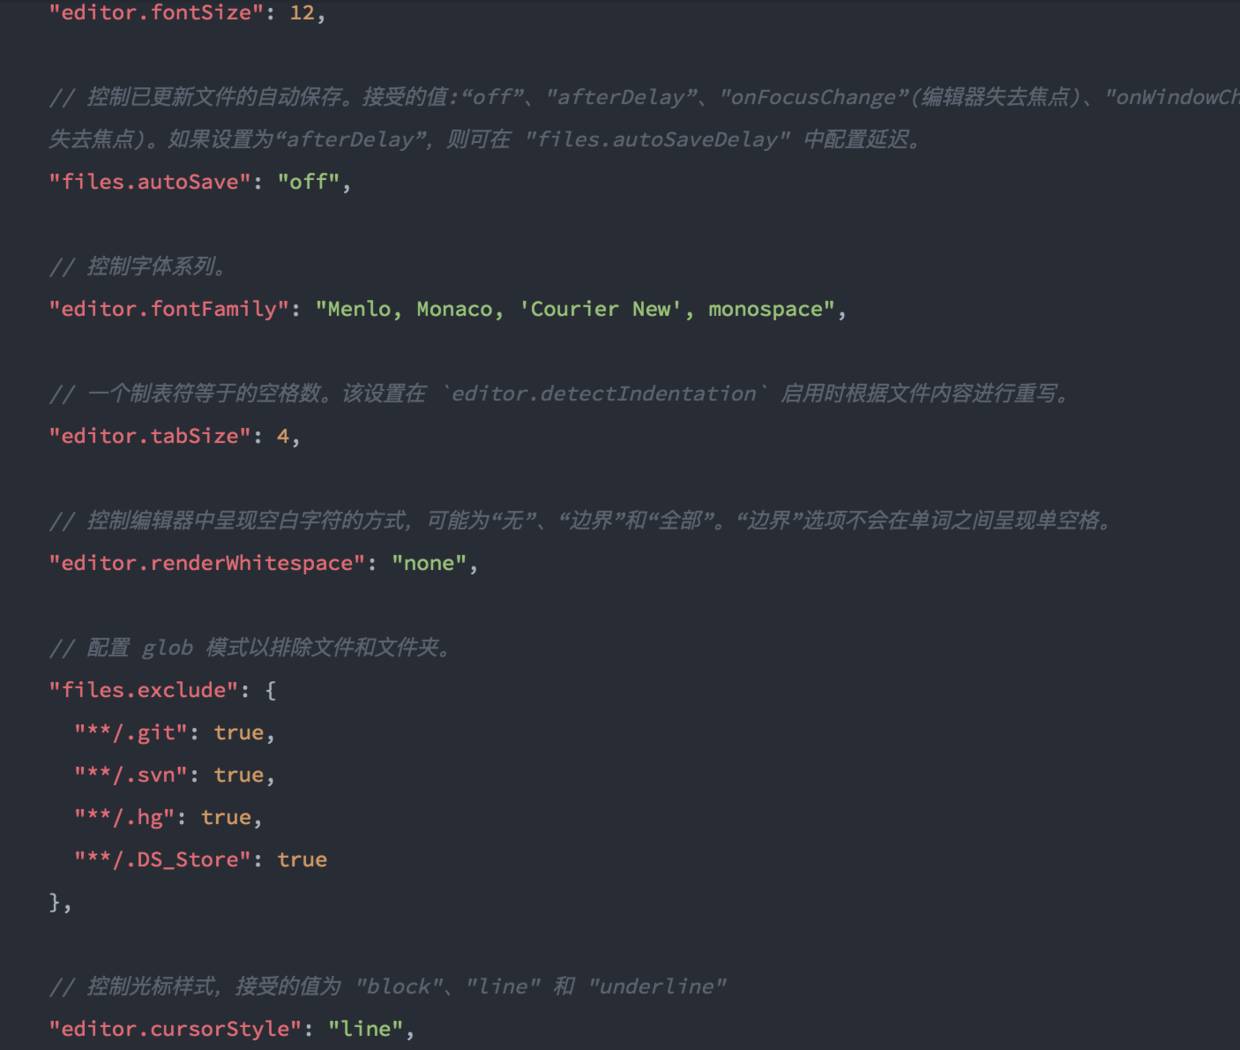 "editor.fontSize": 12,
// 控制已更新文件的自动保存。接受的值:“off”、"afterDelay”、"onFocusChange”(编辑器失去焦点)、"onWindowCh
失去焦点)。如果设置为“afterDelay”，则可在 "files.autoSaveDelay" 中配置延迟。
"files.autoSave": "off",
// 控制字体系列。
"editor.fontFamily": "Menlo, Monaco, 'Courier New', monospace",
// 一个制表符等于的空格数。该设置在 `editor.detectIndentation` 启用时根据文件内容进行重写。
"editor.tabSize": 4,
// 控制编辑器中呈现空白字符的方式，可能为“无”、“边界”和“全部”。“边界”选项不会在单词之间呈现单空格。
"editor.renderWhitespace": "none",
// 配置 glob 模式以排除文件和文件夹。
"files.exclude": {
"**/.git": true,
"**/.svn": true,
"**/.hg": true,
"**/.DS_Store": true
},
// 控制光标样式，接受的值为 "block"、"line" 和 "underline"
"editor.cursorStyle": "line",